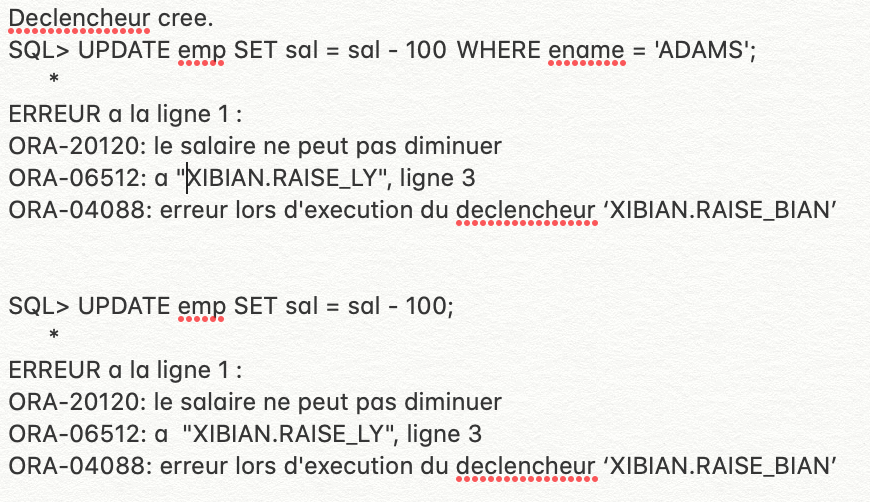 Declencheur cree.
SQL> UPDATE emp SET sal = sal - 100 WHERE ename = 'ADAMS';
*
ERREUR a la ligne 1 :
ORA-20120: le salaire ne peut pas diminuer
ORA-06512: a "XIBIAN.RAISE_LY", ligne 3
ORA-04088: erreur lors d'execution du declencheur ‘XIBIAN.RAISE_BIAN’
SQL> UPDATE emp SET sal = sal - 100;
*
ERREUR a la ligne 1 :
ORA-20120: le salaire ne peut pas diminuer
ORA-06512: a  "XIBIAN.RAISE_LY", ligne 3
ORA-04088: erreur lors d'execution du declencheur ‘XIBIAN.RAISE_BIAN’